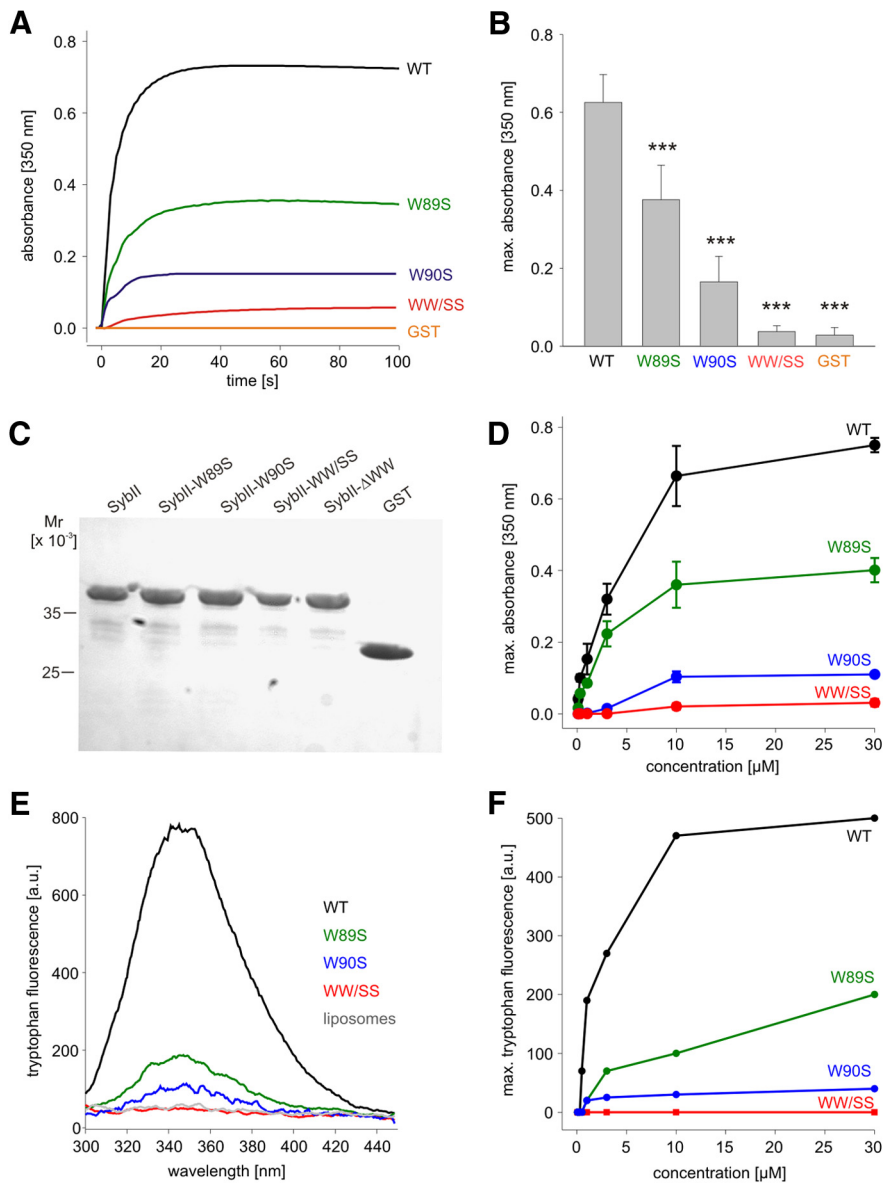 A
absorbance [350 nm]
0.8
0.6
0.4
0.2
0.0
WT
W89S
W90S
WW/SS
GST
0 20 40 60 80 100
time [s]
B
max. absorbance [350 nm]
0.8
0.6
0.4
0.2
0.0
***
***
***
***
WT W89S W90S WW/SS GST
C
SybII SybII-W89S SybII-W90S SybII-WW/SS SybII-ΔWW GST
Mr
[x 10-3]
35
25
D
max. absorbance [350 nm]
0.8
0.6
0.4
0.2
0.0
WT
W89S
W90S
WW/SS
0 5 10 15 20 25 30
concentration [µM]
E
tryptophan fluorescence [a.u.]
800
600
400
200
0
WT
W89S
W90S
WW/SS
liposomes
300 320 340 360 380 400 420 440
wavelength [nm]
F
max. tryptophan fluorescence [a.u.]
500
400
300
200
100
0
WT
W89S
W90S
WW/SS
0 5 10 15 20 25 30
concentration [µM]